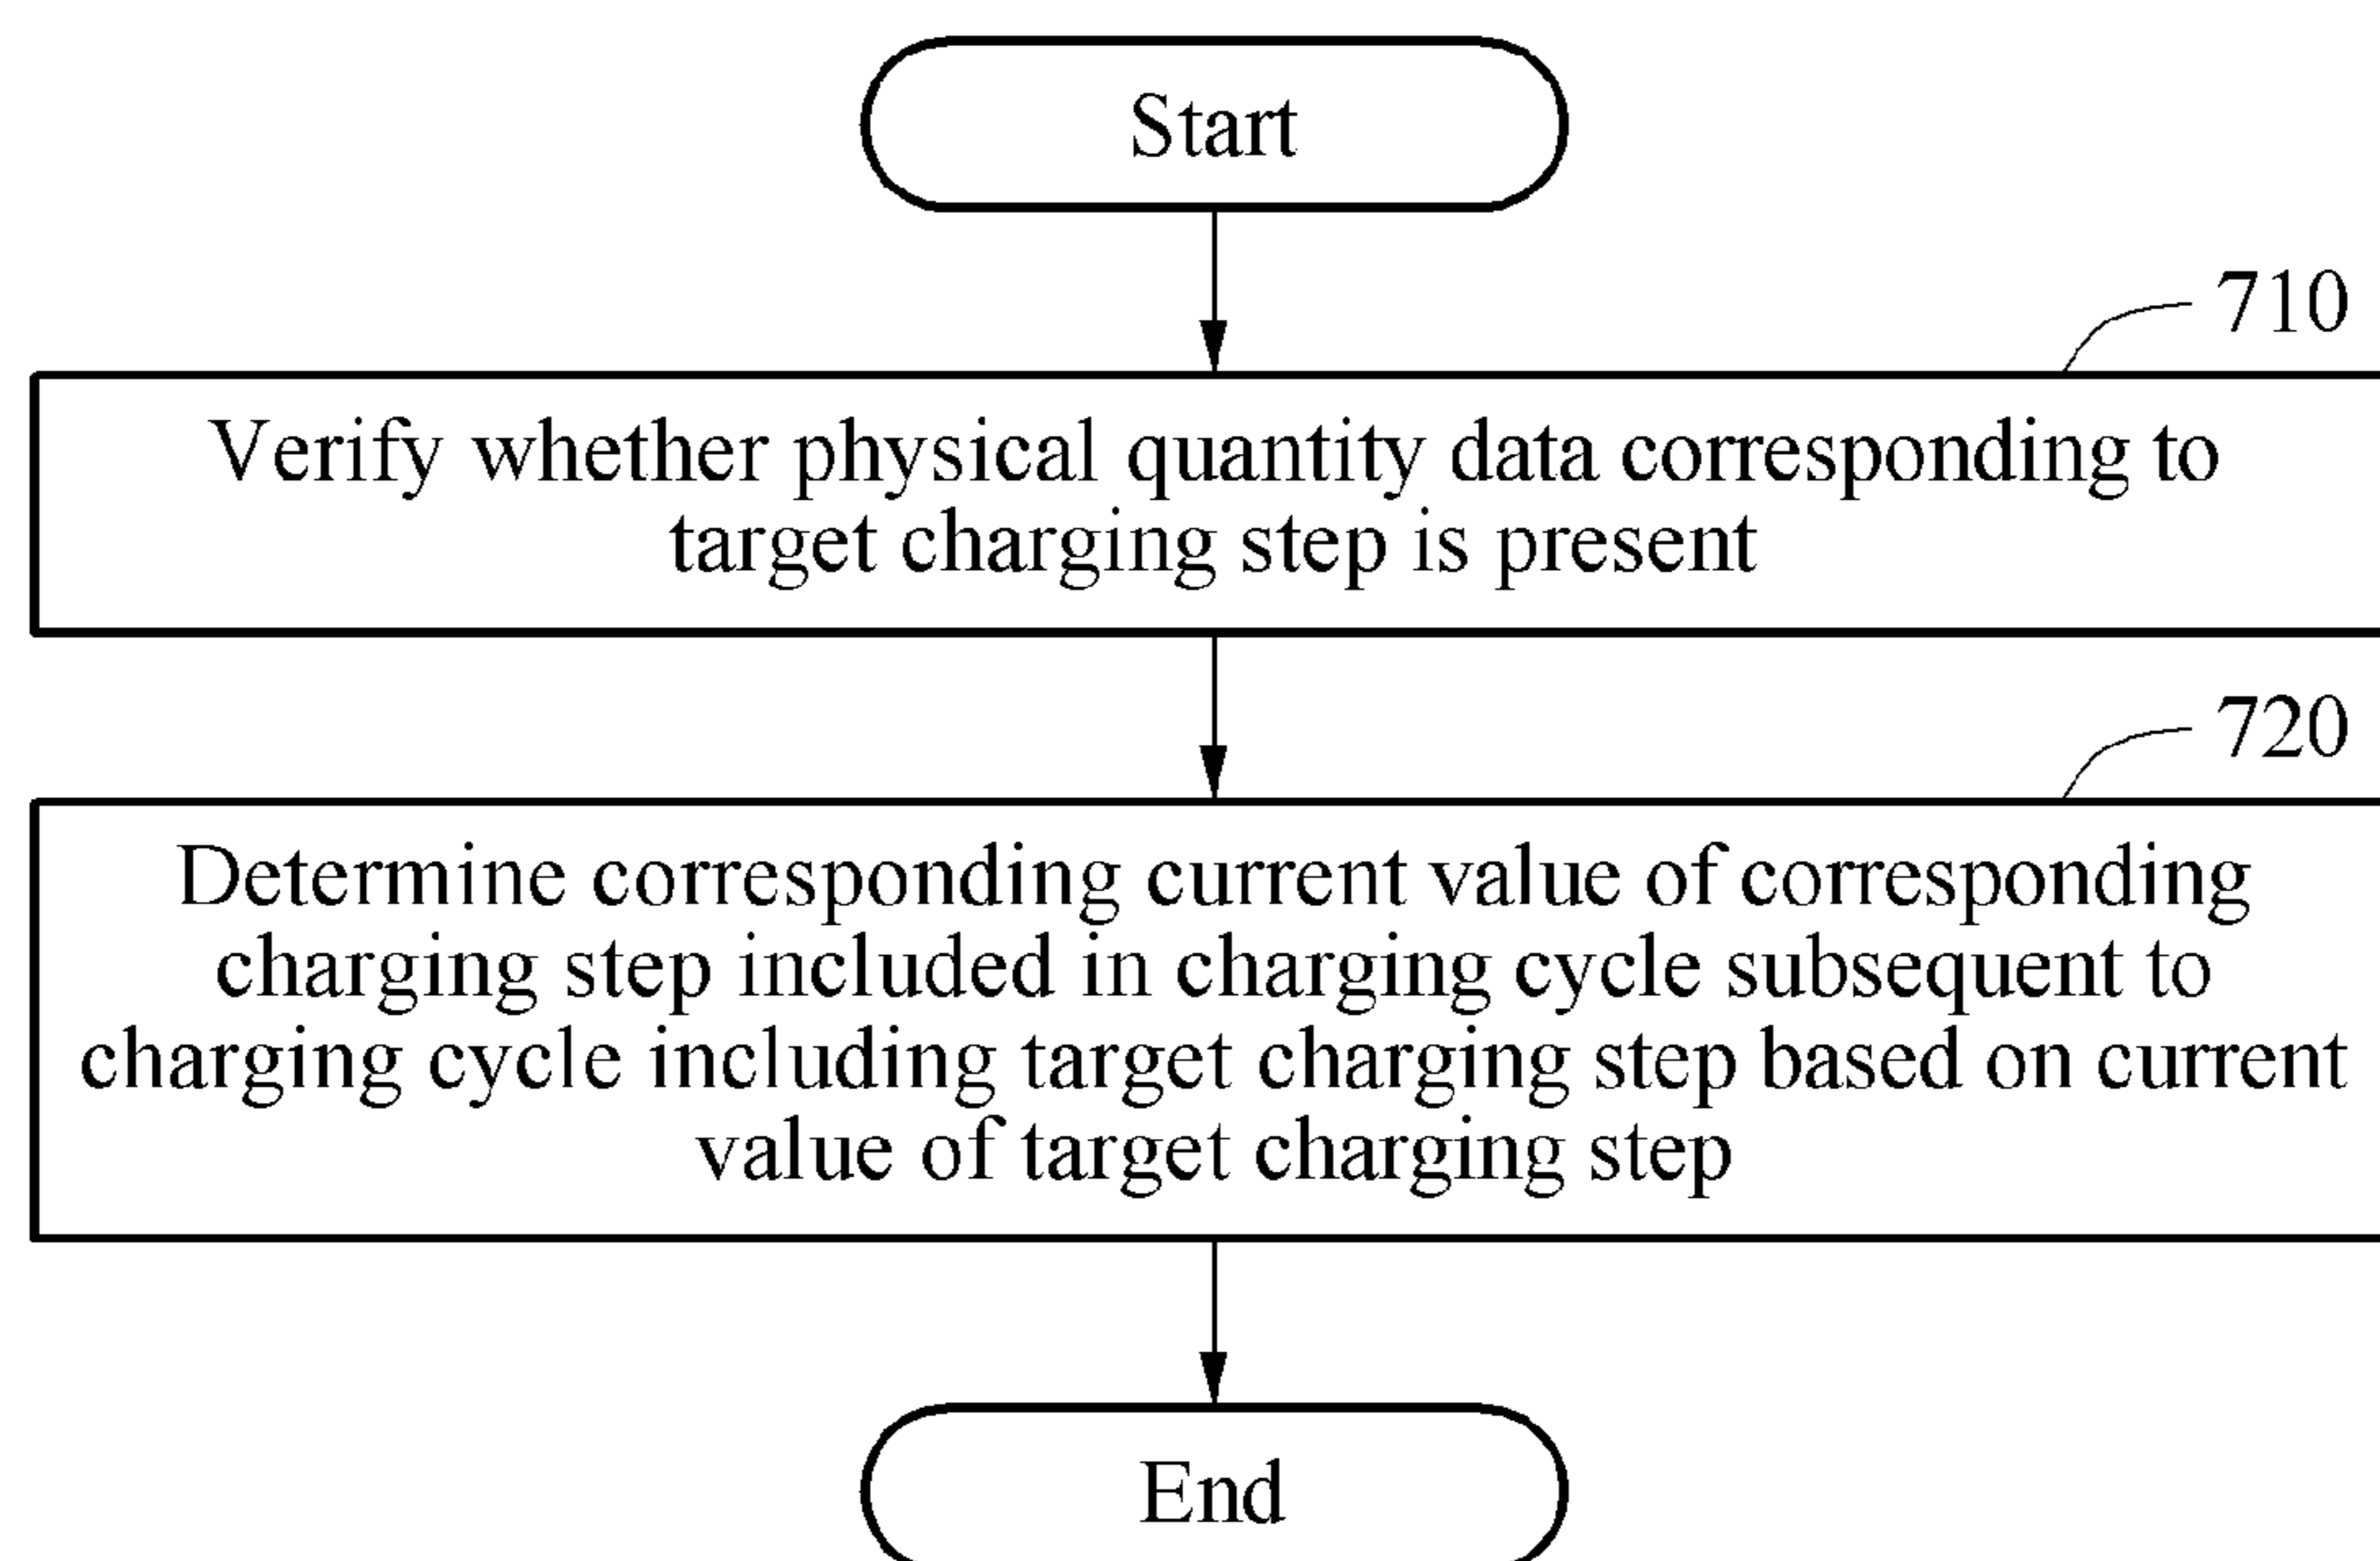 Start
710
Verify whether physical quantity data corresponding to
target charging step is present
720
Determine corresponding current value of corresponding
charging step included in charging cycle subsequent to
charging cycle including target charging step based on current
value of target charging step
End